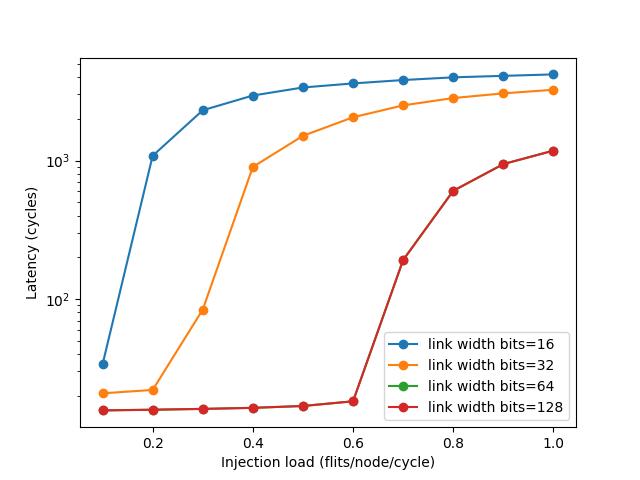 10³
10²
Latency (cycles)
link width bits=16
link width bits=32
link width bits=64
link width bits=128
0.2 0.4 0.6 0.8 1.0
Injection load (flits/node/cycle)